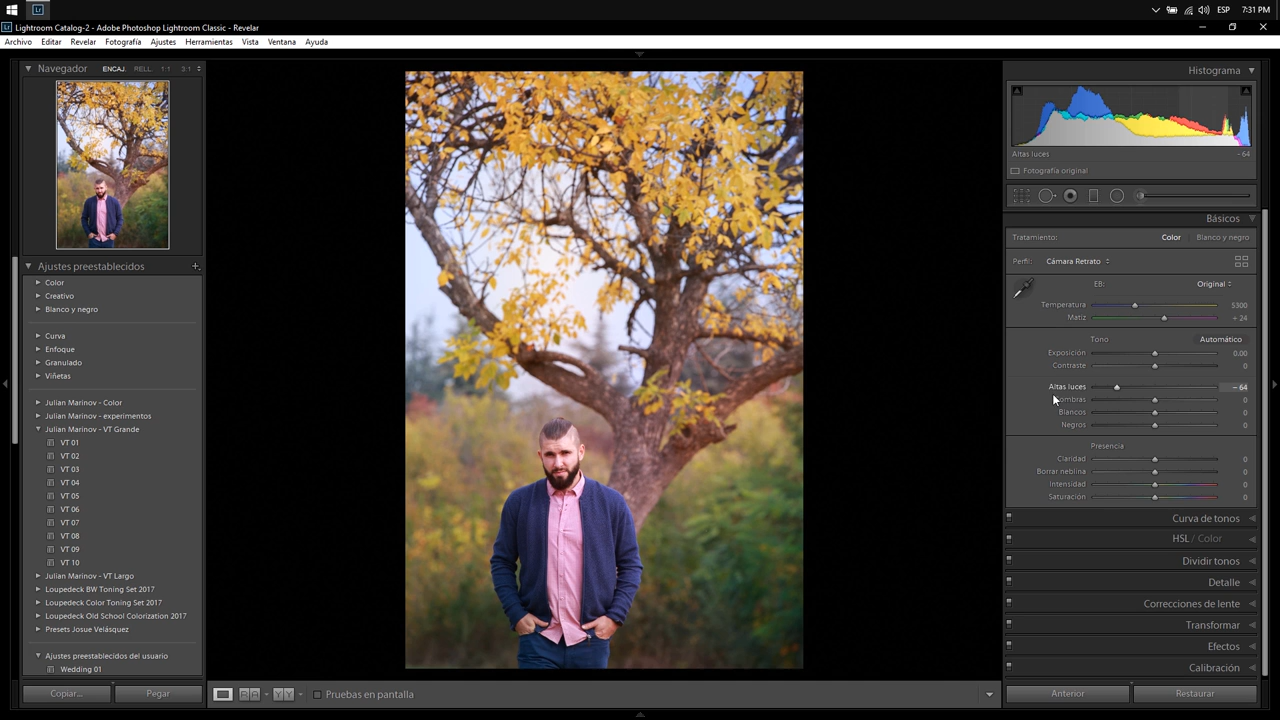 ESP 7:31 PM
Lightroom Catalog-2 - Adobe Photoshop Lightroom Classic - Revelar
Archivo Editar Revelar Fotografía Ajustes Herramientas Vista Ventana Ayuda
Navegador ENCAJ. RELL. 1:1 3:1
Ajustes preestablecidos
Color
Creativo
Blanco y negro
Curva
Enfoque
Granulado
Viñetas
Julian Marinov - Color
Julian Marinov - experimentos
Julian Marinov - VT Grande
VT 01
VT 02
VT 03
VT 04
VT 05
VT 06
VT 07
VT 08
VT 09
VT 10
Julian Marinov - VT Largo
Loupedeck BW Toning Set 2017
Loupedeck Color Toning Set 2017
Loupedeck Old School Colorization 2017
Presets Josue Velásquez
Ajustes preestablecidos del usuario
Wedding 01
Copiar... Pegar
Pruebas en pantalla
Histograma
Altas luces - 64
Fotografía original
Básicos
Tratamiento: Color Blanco y negro
Perfil: Cámara Retrato
EB: Original
Temperatura 5300
Matiz + 24
Tono Automático
Exposición 0.00
Contraste 0
Altas luces - 64
ombras 0
Blancos 0
Negros 0
Presencia
Claridad 0
Borrar neblina 0
Intensidad 0
Saturación 0
Curva de tonos
HSL / Color
Dividir tonos
Detalle
Correcciones de lente
Transformar
Efectos
Calibración
Anterior Restaurar